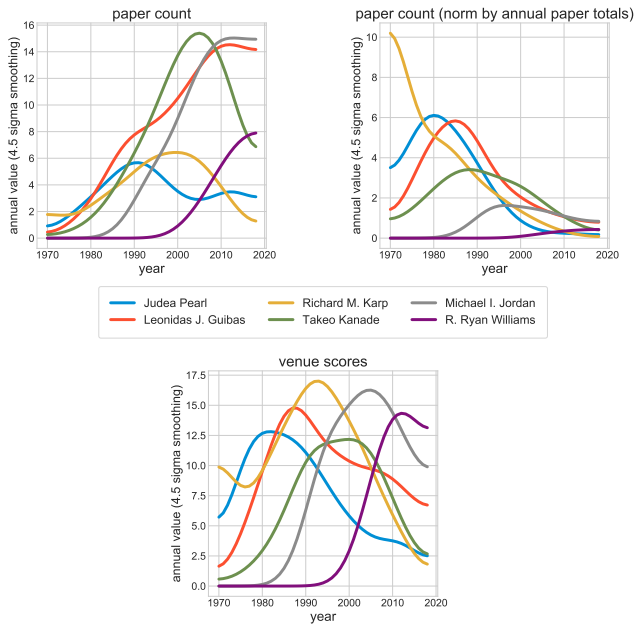 paper count
annual value (4.5 sigma smoothing)
16
14
12
10
8
6
4
2
0
1970 1980 1990 2000 2010 2020
year
paper count (norm by annual paper totals)
annual value (4.5 sigma smoothing)
10
8
6
4
2
0
1970 1980 1990 2000 2010 2020
year
Judea Pearl
Leonidas J. Guibas
Richard M. Karp
Takeo Kanade
Michael I. Jordan
R. Ryan Williams
venue scores
annual value (4.5 sigma smoothing)
17.5
15.0
12.5
10.0
7.5
5.0
2.5
0.0
1970 1980 1990 2000 2010 2020
year